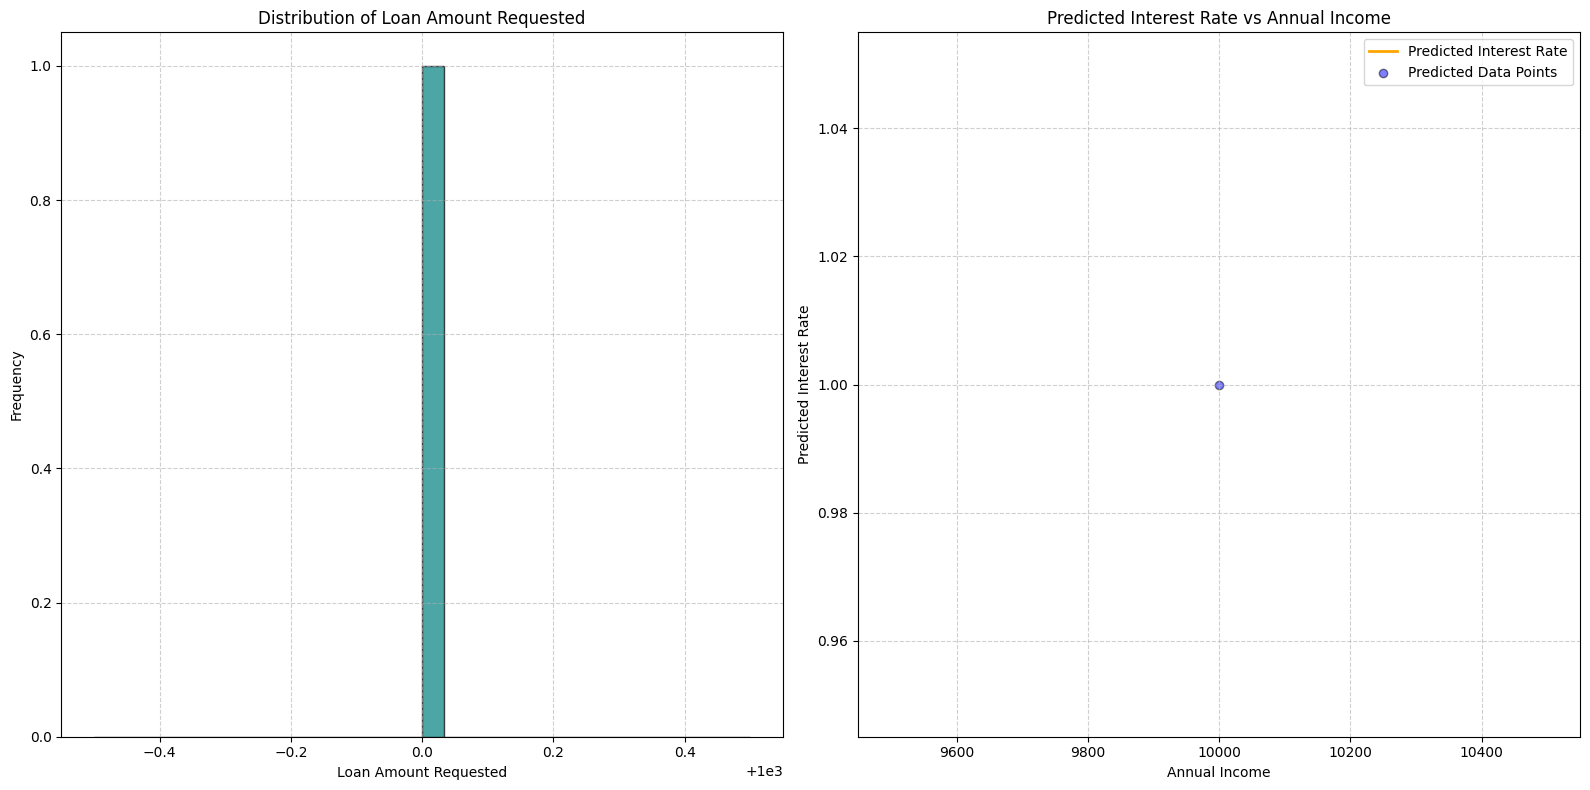 Distribution of Loan Amount Requested
1.0
0.8
0.6
0.4
0.2
0.0
Frequency
−0.4
−0.2
0.0
0.2
0.4
Loan Amount Requested
+1e3
Predicted Interest Rate vs Annual Income
Predicted Interest Rate
Predicted Data Points
1.04
1.02
1.00
0.98
0.96
Predicted Interest Rate
9600
9800
10000
10200
10400
Annual Income